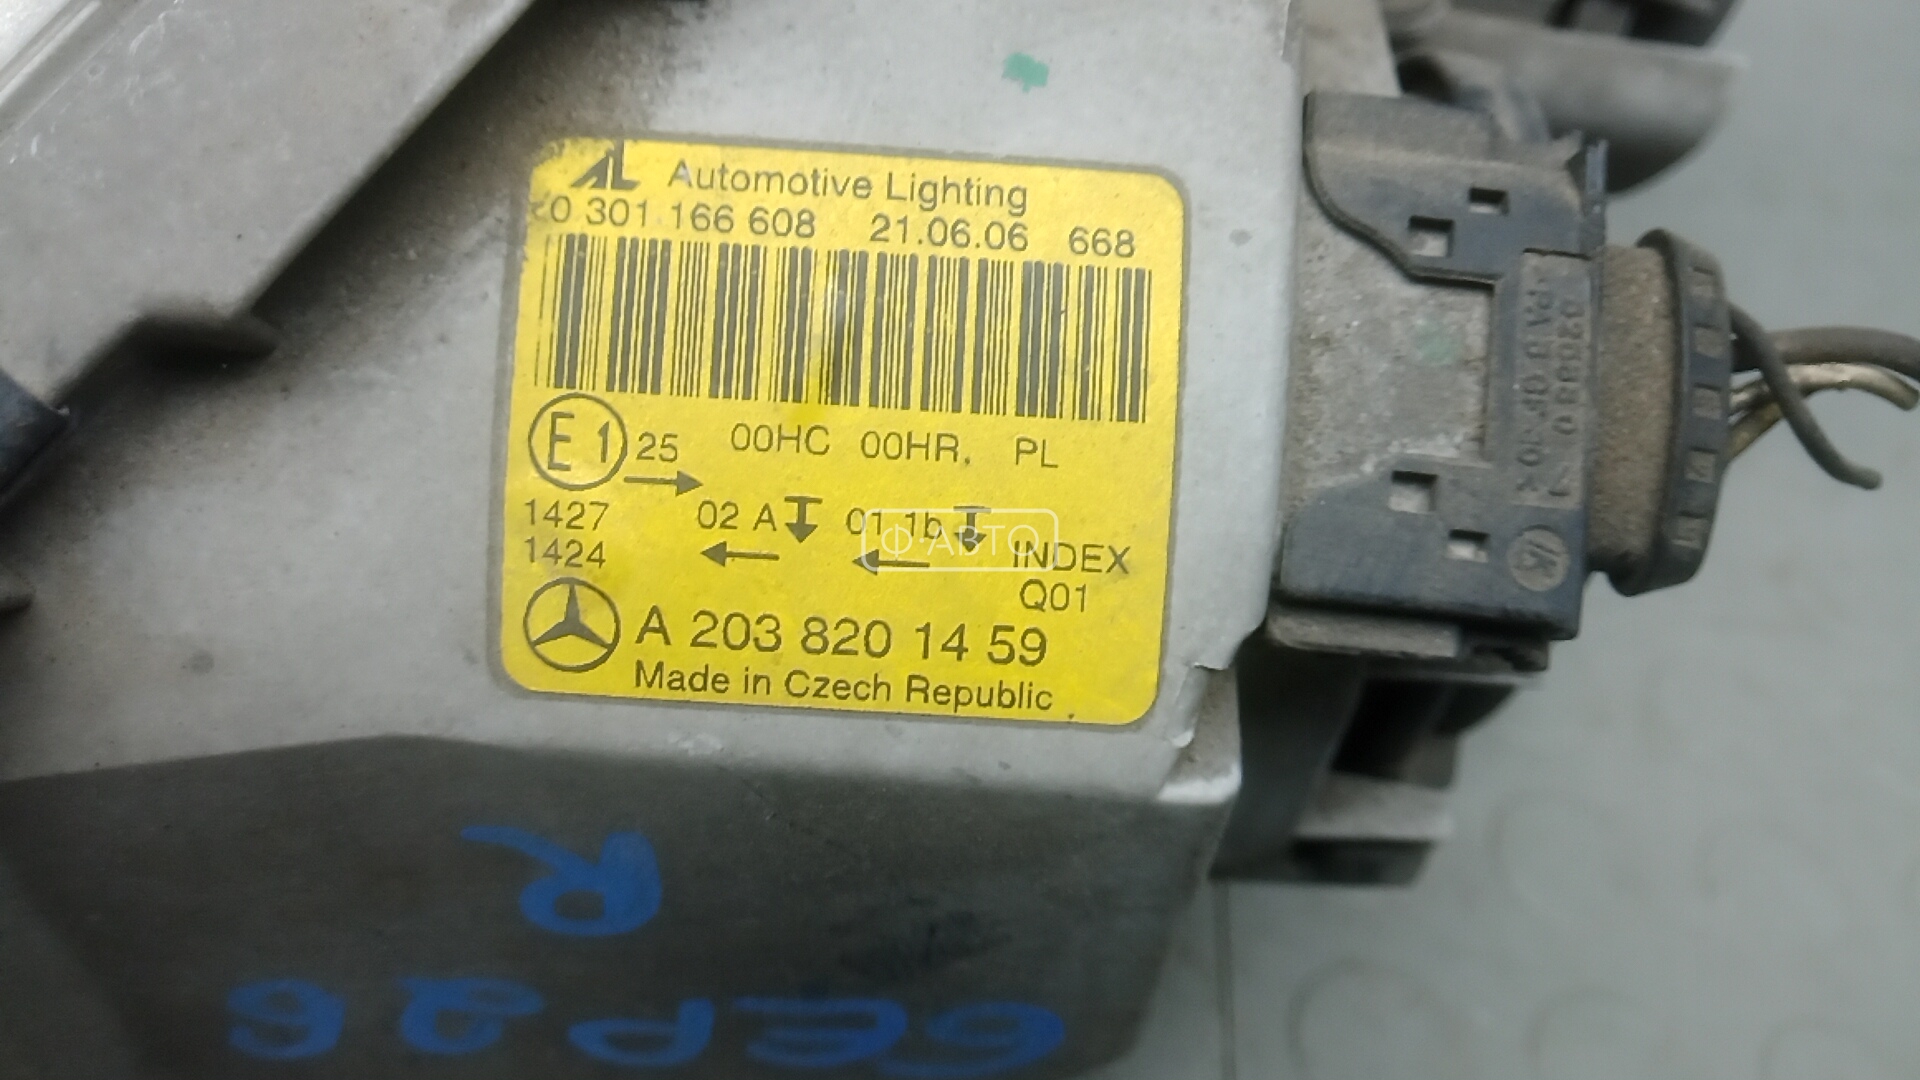 AL Automotive Lighting
0 301 166 608 21.06.06 668
E1 25 00HC 00HR. PL
1427 02 A 01 1b
1424 INDEX
Q01
A 203 820 14 59
Made in Czech Republic
Ф АВТО
R